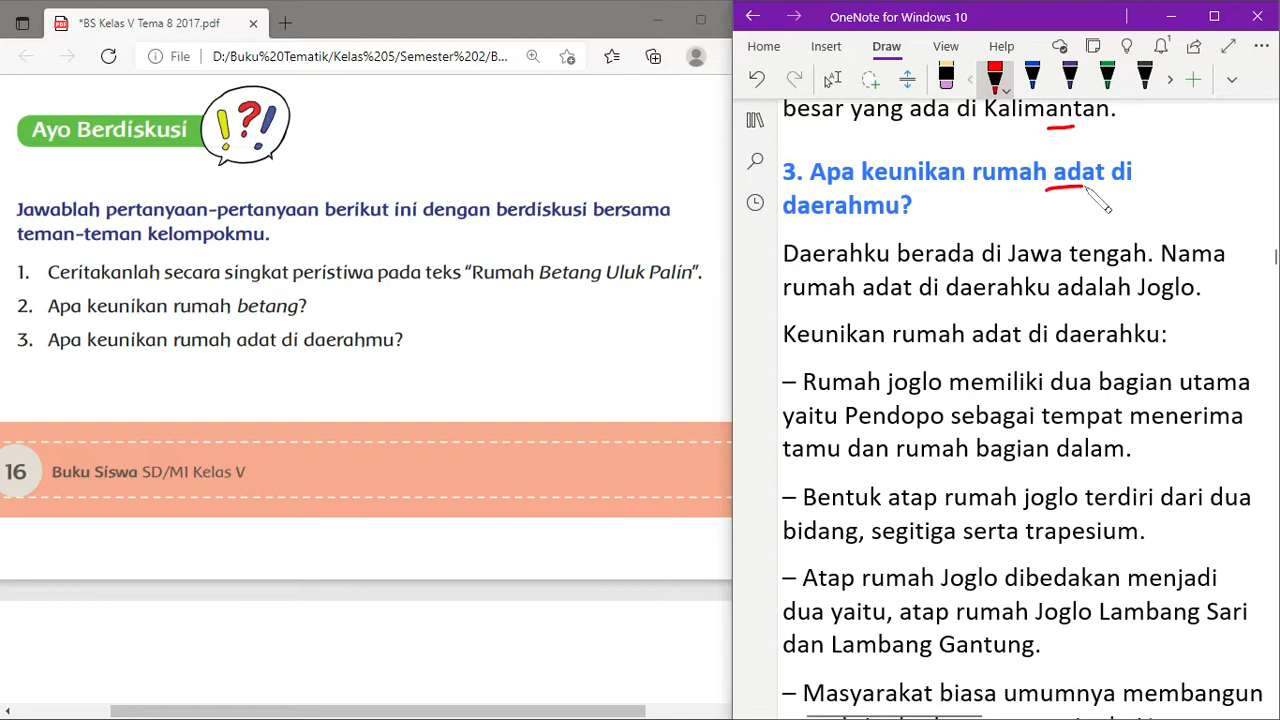 *BS Kelas V Tema 8 2017.pdf
File
D:/Buku%20Tematik/Kelas%205/Semester%202/B...
Ayo Berdiskusi
!?!
Jawablah pertanyaan-pertanyaan berikut ini dengan berdiskusi bersama
teman-teman kelompokmu.
1. Ceritakanlah secara singkat peristiwa pada teks “Rumah Betang Uluk Palin”.
2. Apa keunikan rumah betang?
3. Apa keunikan rumah adat di daerahmu?
16 Buku Siswa SD/MI Kelas V
OneNote for Windows 10
Home Insert Draw View Help
besar yang ada di Kalimantan.
3. Apa keunikan rumah adat di
daerahmu?
Daerahku berada di Jawa tengah. Nama
rumah adat di daerahku adalah Joglo.
Keunikan rumah adat di daerahku:
– Rumah joglo memiliki dua bagian utama
yaitu Pendopo sebagai tempat menerima
tamu dan rumah bagian dalam.
– Bentuk atap rumah joglo terdiri dari dua
bidang, segitiga serta trapesium.
– Atap rumah Joglo dibedakan menjadi
dua yaitu, atap rumah Joglo Lambang Sari
dan Lambang Gantung.
– Masyarakat biasa umumnya membangun